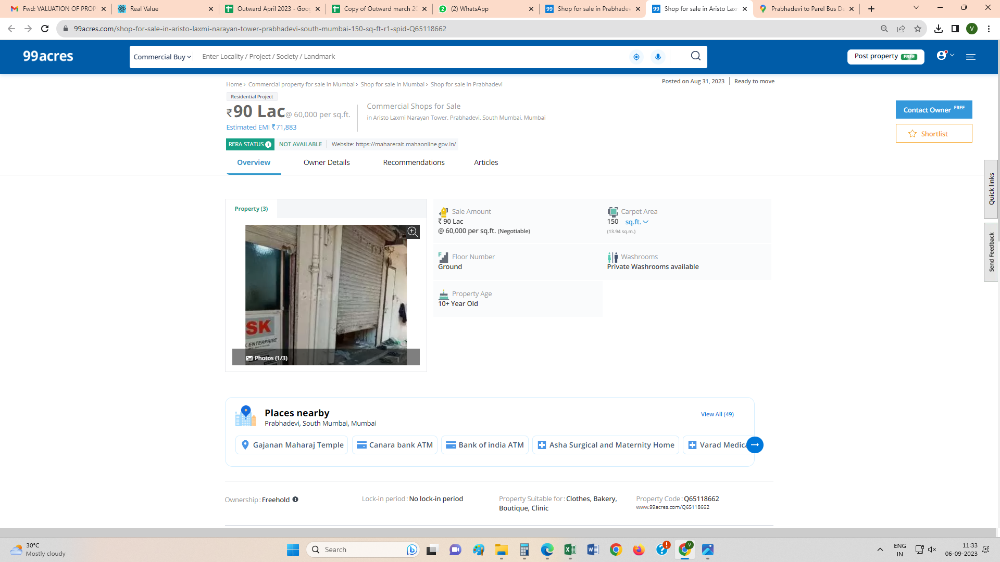 Fwd: VALUATION OF PROP
Real Value
Outward April 2023 - Goo
Copy of Outward march 20
(2) WhatsApp
Shop for sale in Prabhadev
Shop for sale in Aristo Lax
Prabhadevi to Parel Bus De
99acres.com/shop-for-sale-in-aristo-laxmi-narayan-tower-prabhadevi-south-mumbai-150-sq-ft-r1-spid-Q65118662
V
99acres
Commercial Buy
Enter Locality / Project / Society / Landmark
Post property FREE
Home › Commercial property for sale in Mumbai › Shop for sale in Mumbai › Shop for sale in Prabhadevi
Posted on Aug 31, 2023 | Ready to move
Residential Project
₹90 Lac @ 60,000 per sq.ft.
Estimated EMI ₹71,883
Commercial Shops for Sale
in Aristo Laxmi Narayan Tower, Prabhadevi, South Mumbai, Mumbai
Contact Owner FREE
Shortlist
RERA STATUS NOT AVAILABLE | Website: https://maharerait.mahaonline.gov.in/
Overview
Owner Details
Recommendations
Articles
Quick links
Send Feedback
Property (3)
SK
ENTERPRISE
Photos (1/3)
Sale Amount
₹ 90 Lac
@ 60,000 per sq.ft. (Negotiable)
Carpet Area
150 sq.ft.
(13.94 sq.m.)
Floor Number
Ground
Washrooms
Private Washrooms available
Property Age
10+ Year Old
Places nearby
Prabhadevi, South Mumbai, Mumbai
View All (49)
Gajanan Maharaj Temple
Canara bank ATM
Bank of india ATM
Asha Surgical and Maternity Home
Varad Medica
Ownership : Freehold
Lock-in period : No lock-in period
Property Suitable for : Clothes, Bakery,
Boutique, Clinic
Property Code : Q65118662
www.99acres.com/Q65118662
30°C
Mostly cloudy
Search
ENG
IN
11:33
06-09-2023